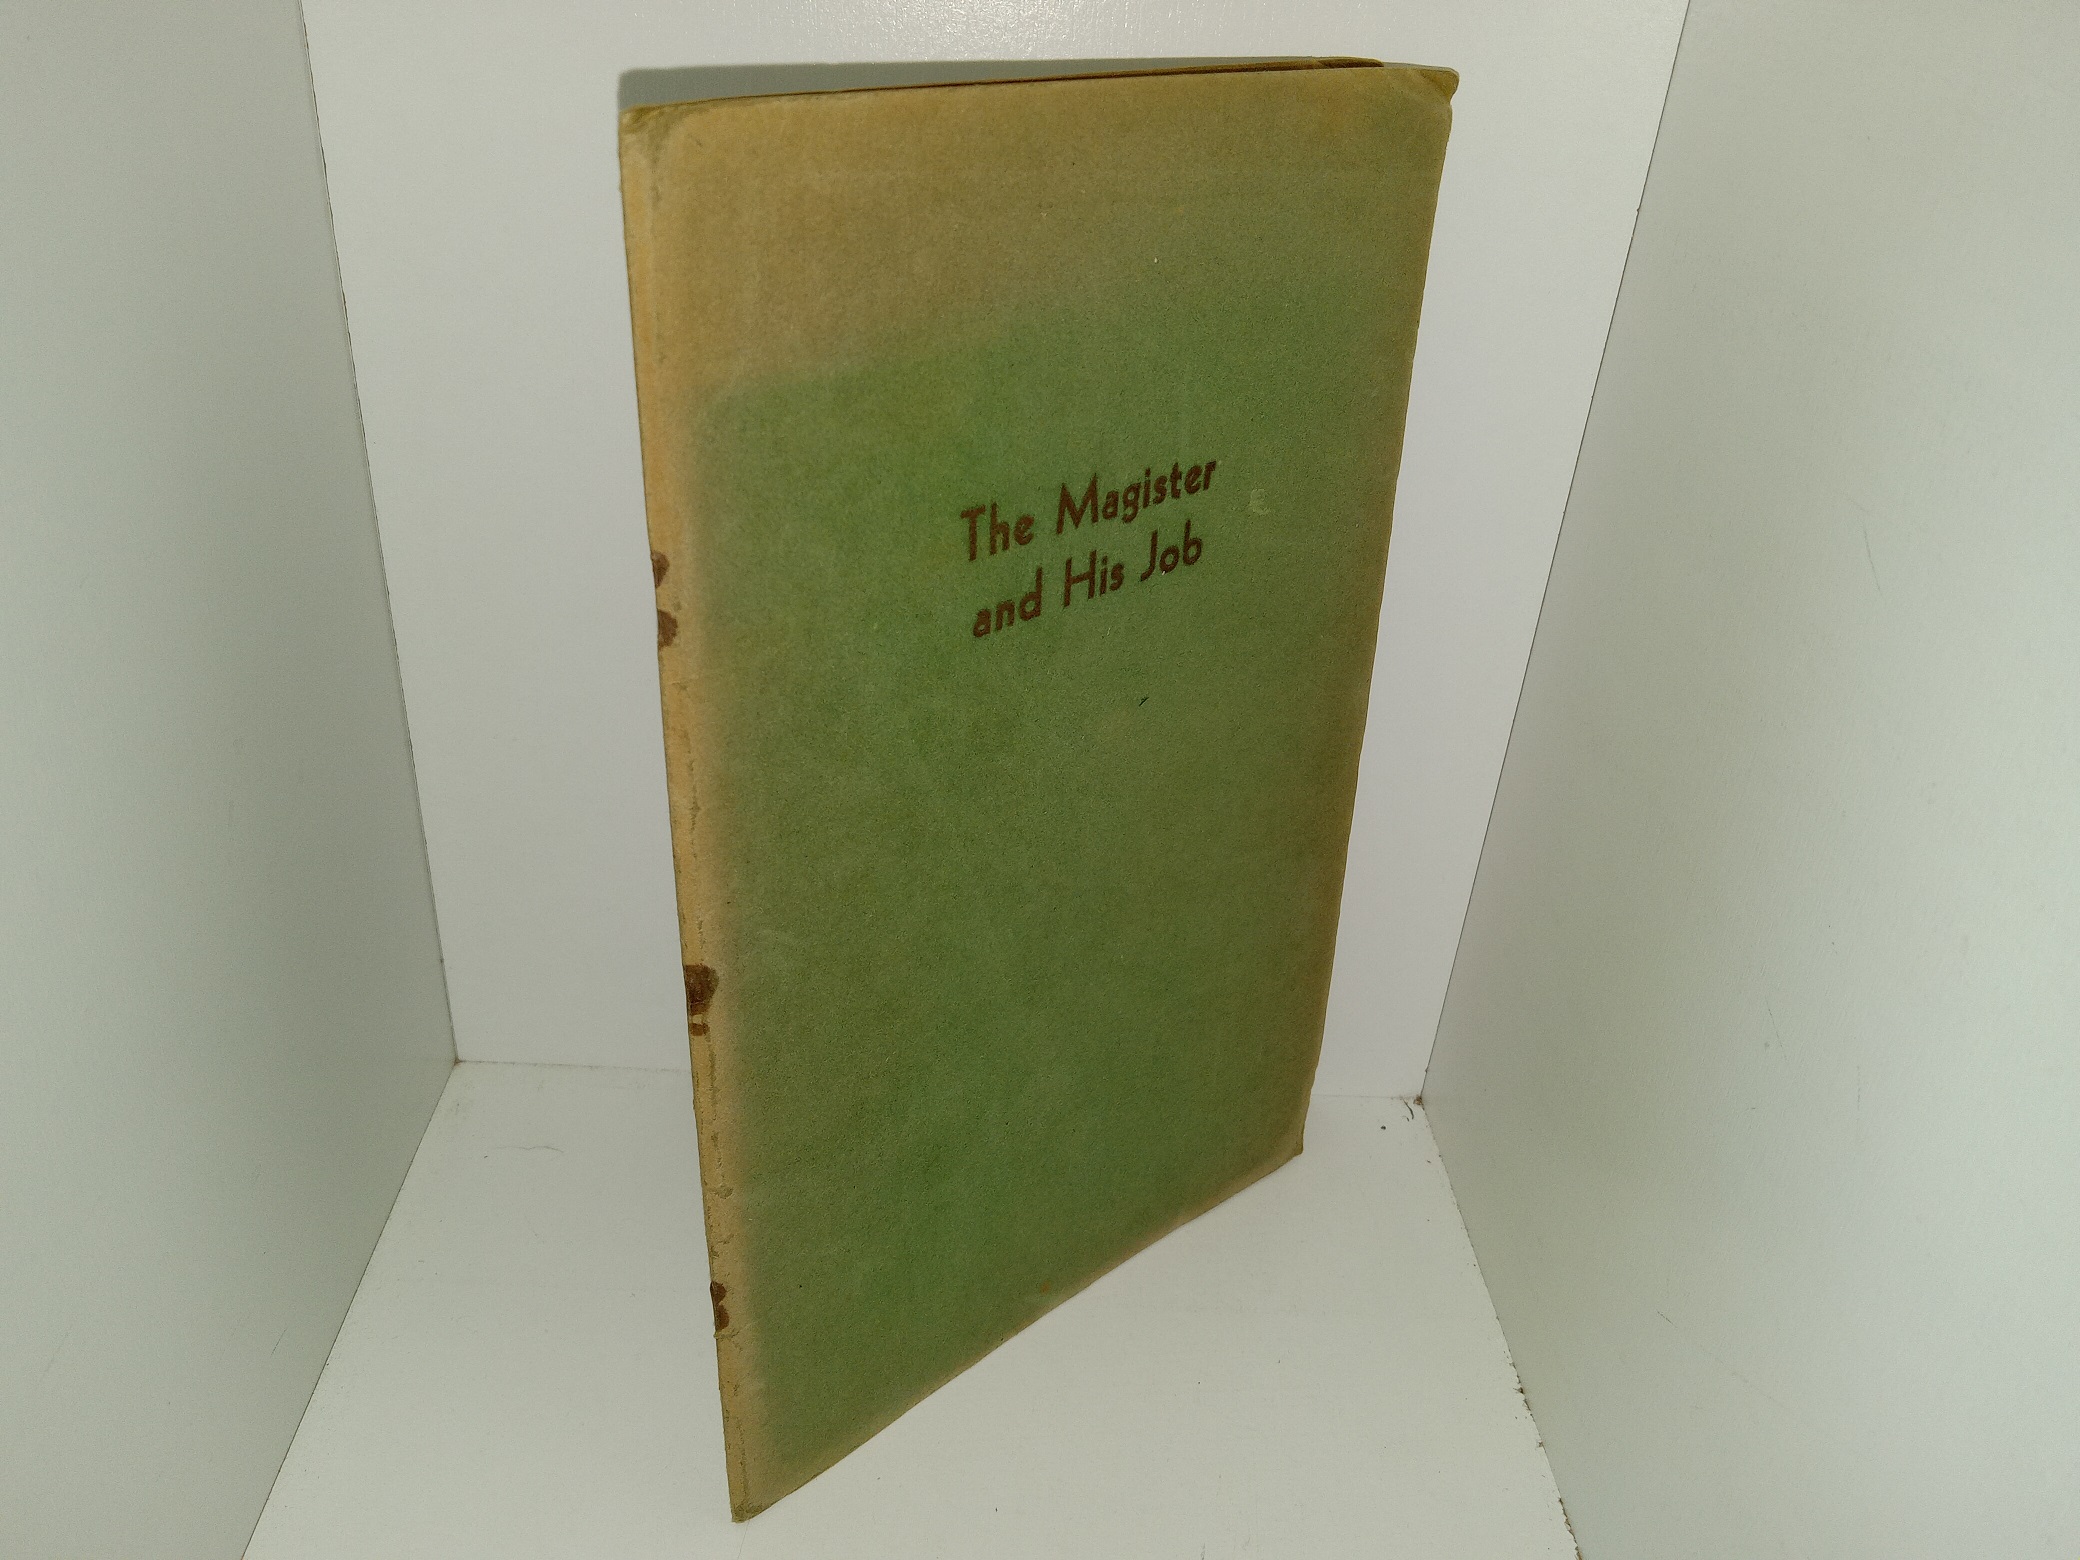 The Magister
and His Job